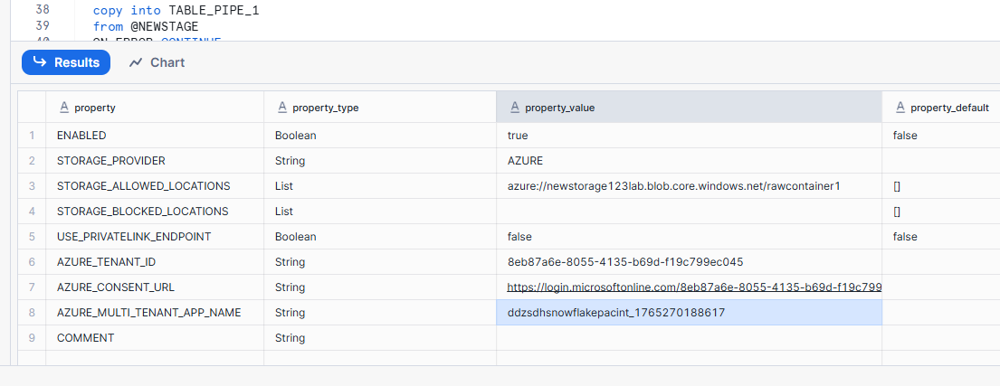 38 copy into TABLE_PIPE_1
39 from @NEWSTAGE
40 ON_ERROR CONTINUE
Results Chart
property property_type property_value property_default
1 ENABLED Boolean true false
2 STORAGE_PROVIDER String AZURE
3 STORAGE_ALLOWED_LOCATIONS List azure://newstorage123lab.blob.core.windows.net/rawcontainer1 []
4 STORAGE_BLOCKED_LOCATIONS List []
5 USE_PRIVATELINK_ENDPOINT Boolean false false
6 AZURE_TENANT_ID String 8eb87a6e-8055-4135-b69d-f19c799ec045
7 AZURE_CONSENT_URL String https://login.microsoftonline.com/8eb87a6e-8055-4135-b69d-f19c799
8 AZURE_MULTI_TENANT_APP_NAME String ddzsdhsnowflakepacint_1765270188617
9 COMMENT String